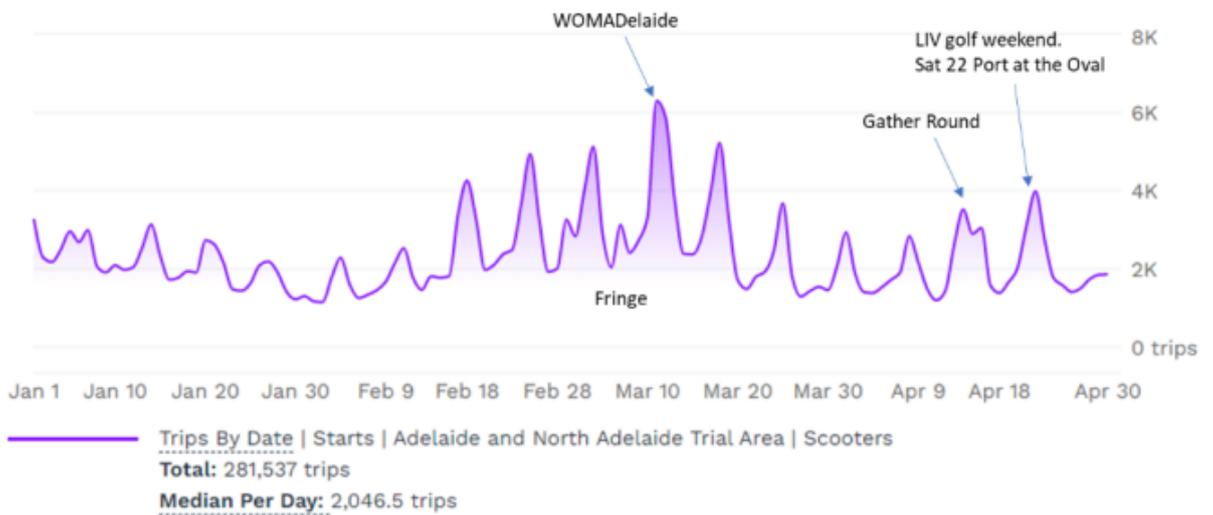 WOMADelaide
8K
LIV golf weekend.
Sat 22 Port at the Oval
6K
Gather Round
4K
2K
Fringe
0 trips
Jan 1 Jan 10 Jan 20 Jan 30 Feb 9 Feb 18 Feb 28 Mar 10 Mar 20 Mar 30 Apr 9 Apr 18 Apr 30
Trips By Date | Starts | Adelaide and North Adelaide Trial Area | Scooters
Total: 281,537 trips
Median Per Day: 2,046.5 trips